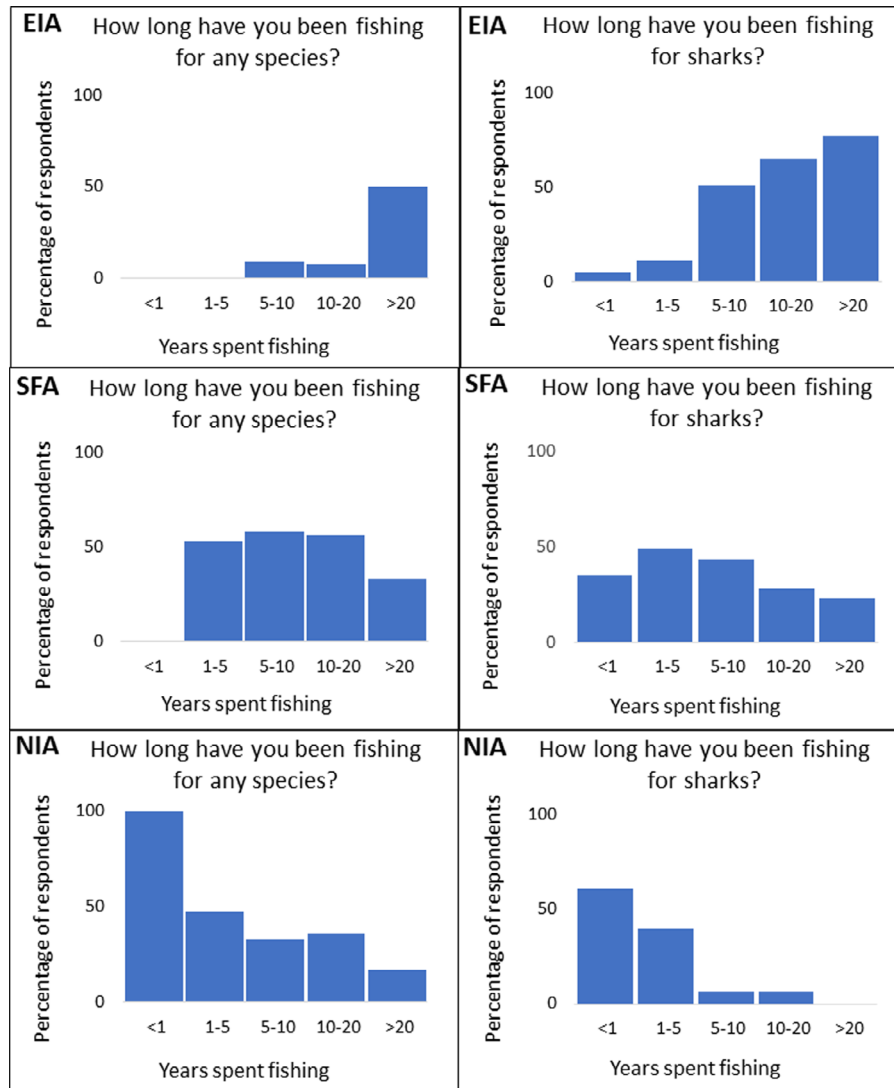 EIA
How long have you been fishing
for any species?
Percentage of respondents
100
50
0
<1 1-5 5-10 10-20 >20
Years spent fishing
EIA
How long have you been fishing
for sharks?
Percentage of respondents
100
50
0
<1 1-5 5-10 10-20 >20
Years spent fishing
SFA
How long have you been fishing
for any species?
Percentage of respondents
100
50
0
<1 1-5 5-10 10-20 >20
Years spent fishing
SFA
How long have you been fishing
for sharks?
Percentage of respondents
100
50
0
<1 1-5 5-10 10-20 >20
Years spent fishing
NIA
How long have you been fishing
for any species?
Percentage of respondents
100
50
0
<1 1-5 5-10 10-20 >20
Years spent fishing
NIA
How long have you been fishing
for sharks?
Percentage of respondents
100
50
0
<1 1-5 5-10 10-20 >20
Years spent fishing